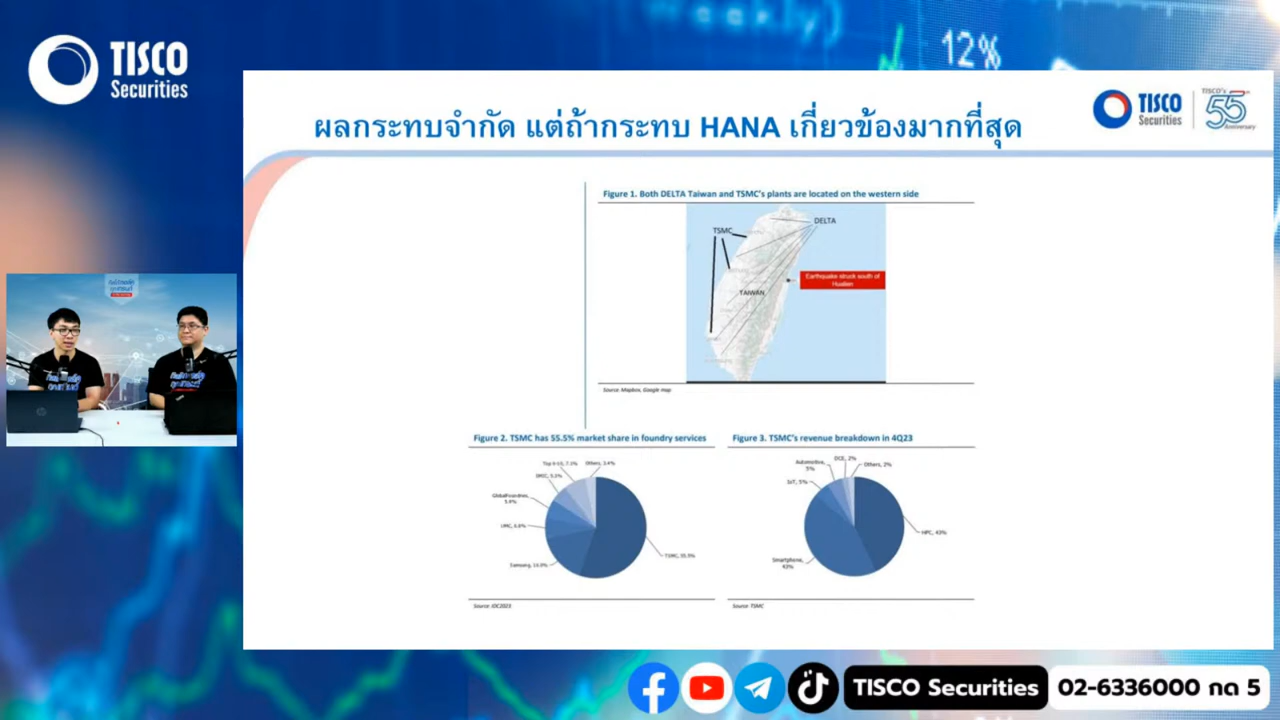 TISCO
Securities
12%
ผลกระทบจำกัด แต่ถ้ากระทบ HANA เกี่ยวข้องมากที่สุด
TISCO
Securities
TISCO's
55
Anniversary
Figure 1. Both DELTA Taiwan and TSMC's plants are located on the western side
DELTA
TSMC
Earthquake struck south of
Hualien
TAIWAN
Source: Mapbox, Google map
Figure 2. TSMC has 55.5% market share in foundry services
Others, 3.4%
GlobalFoundries,
Samsung,
TSMC, 55.5%
Source: IDC2023
Figure 3. TSMC's revenue breakdown in 4Q23
Automotive,
5%
DCE, 2%
Others, 2%
IoT, 5%
HPC, 43%
Smartphone,
43%
Source: TSMC
TISCO Securities
02-6336000 กด 5